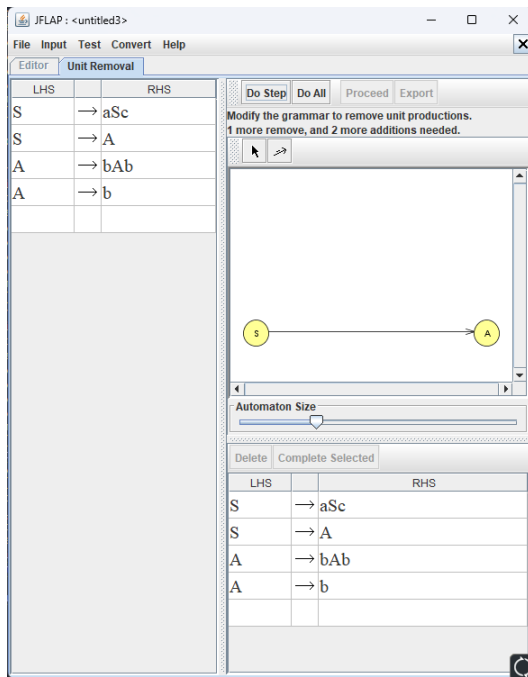 JFLAP : <untitled3>
File Input Test Convert Help
Editor Unit Removal
LHS RHS
S → aSc
S → A
A → bAb
A → b
Do Step Do All Proceed Export
Modify the grammar to remove unit productions.
1 more remove, and 2 more additions needed.
S A
Automaton Size
Delete Complete Selected
LHS RHS
S → aSc
S → A
A → bAb
A → b